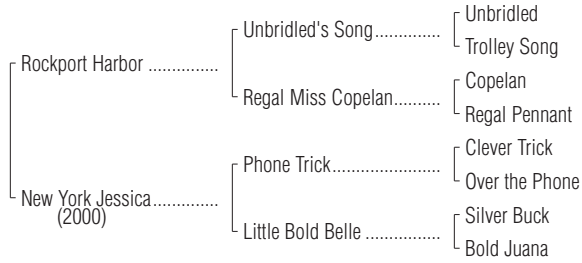 Unbridled
Unbridled's Song..............
Trolley Song
Rockport Harbor ...............
Copelan
Regal Miss Copelan..........
Regal Pennant
Clever Trick
Phone Trick.......................
Over the Phone
New York Jessica..............
(2000)
Silver Buck
Little Bold Belle ................
Bold Juana